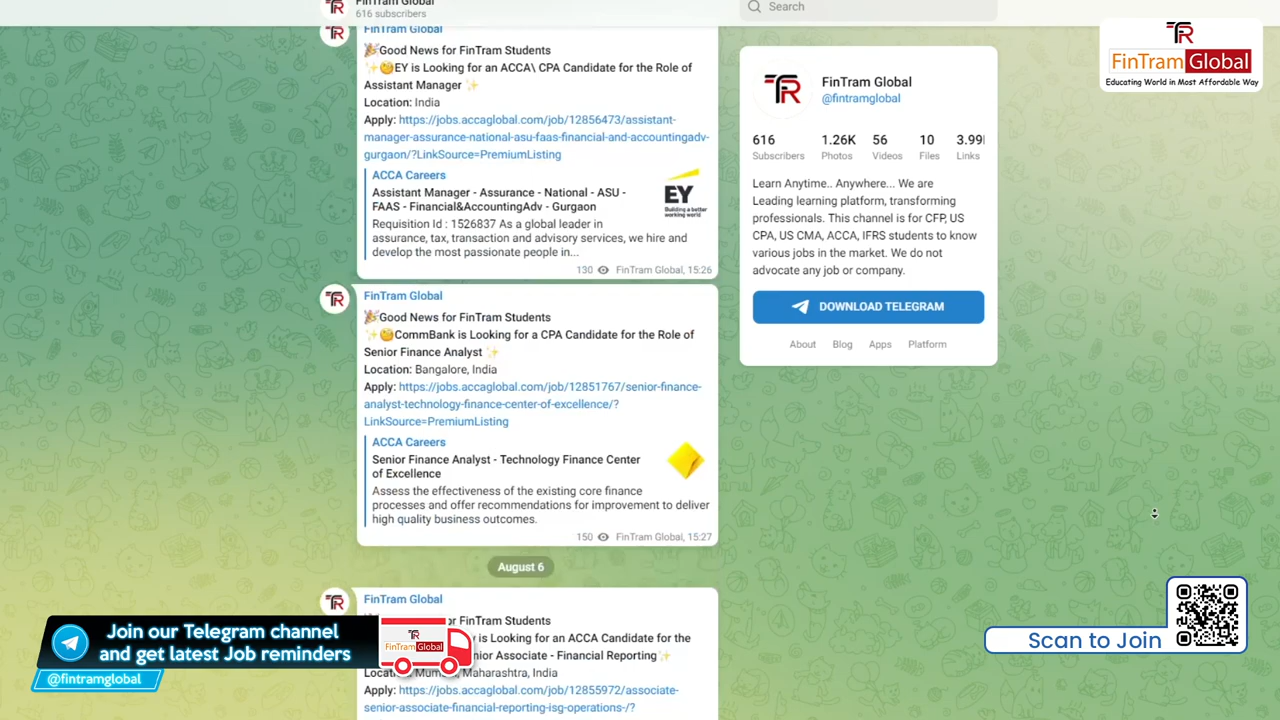 FinTram Global
616 subscribers
Search
FinTram Global
Good News for FinTram Students
EY is Looking for an ACCA\ CPA Candidate for the Role of
Assistant Manager
Location: India
Apply: https://jobs.accaglobal.com/job/12856473/assistant-
manager-assurance-national-asu-faas-financial-and-accountingadv-
gurgaon/?LinkSource=PremiumListing
ACCA Careers
Assistant Manager - Assurance - National - ASU -
FAAS - Financial&AccountingAdv - Gurgaon
Requisition Id : 1526837 As a global leader in
assurance, tax, transaction and advisory services, we hire and
develop the most passionate people in...
EY
Building a better
working world
130 FinTram Global, 15:26
FinTram Global
Good News for FinTram Students
CommBank is Looking for a CPA Candidate for the Role of
Senior Finance Analyst
Location: Bangalore, India
Apply: https://jobs.accaglobal.com/job/12851767/senior-finance-
analyst-technology-finance-center-of-excellence/?
LinkSource=PremiumListing
ACCA Careers
Senior Finance Analyst - Technology Finance Center
of Excellence
Assess the effectiveness of the existing core finance
processes and offer recommendations for improvement to deliver
high quality business outcomes.
150 FinTram Global, 15:27
August 6
FinTram Global
for FinTram Students
is Looking for an ACCA Candidate for the
Associate - Financial Reporting
Mumbai, Maharashtra, India
Apply: https://jobs.accaglobal.com/job/12855972/associate-
senior-associate-financial-reporting-isg-operations-/?
FinTram Global
@fintramglobal
616 1.26K 56 10 3.99
Subscribers Photos Videos Files Links
Learn Anytime.. Anywhere... We are
Leading learning platform, transforming
professionals. This channel is for CFP, US
CPA, US CMA, ACCA, IFRS students to know
various jobs in the market. We do not
advocate any job or company.
DOWNLOAD TELEGRAM
About Blog Apps Platform
FinTram Global
Educating World in Most Affordable Way
Join our Telegram channel
and get latest Job reminders
@fintramglobal
FinTram Global
Scan to Join